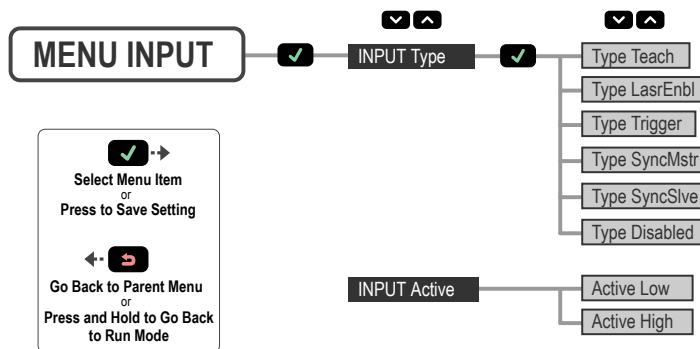 MENU INPUT
INPUT Type
Type Teach
Type LasrEnbl
Type Trigger
Type SyncMstr
Type SyncSlve
Type Disabled
Select Menu Item
or
Press to Save Setting
Go Back to Parent Menu
or
Press and Hold to Go Back
to Run Mode
INPUT Active
Active Low
Active High